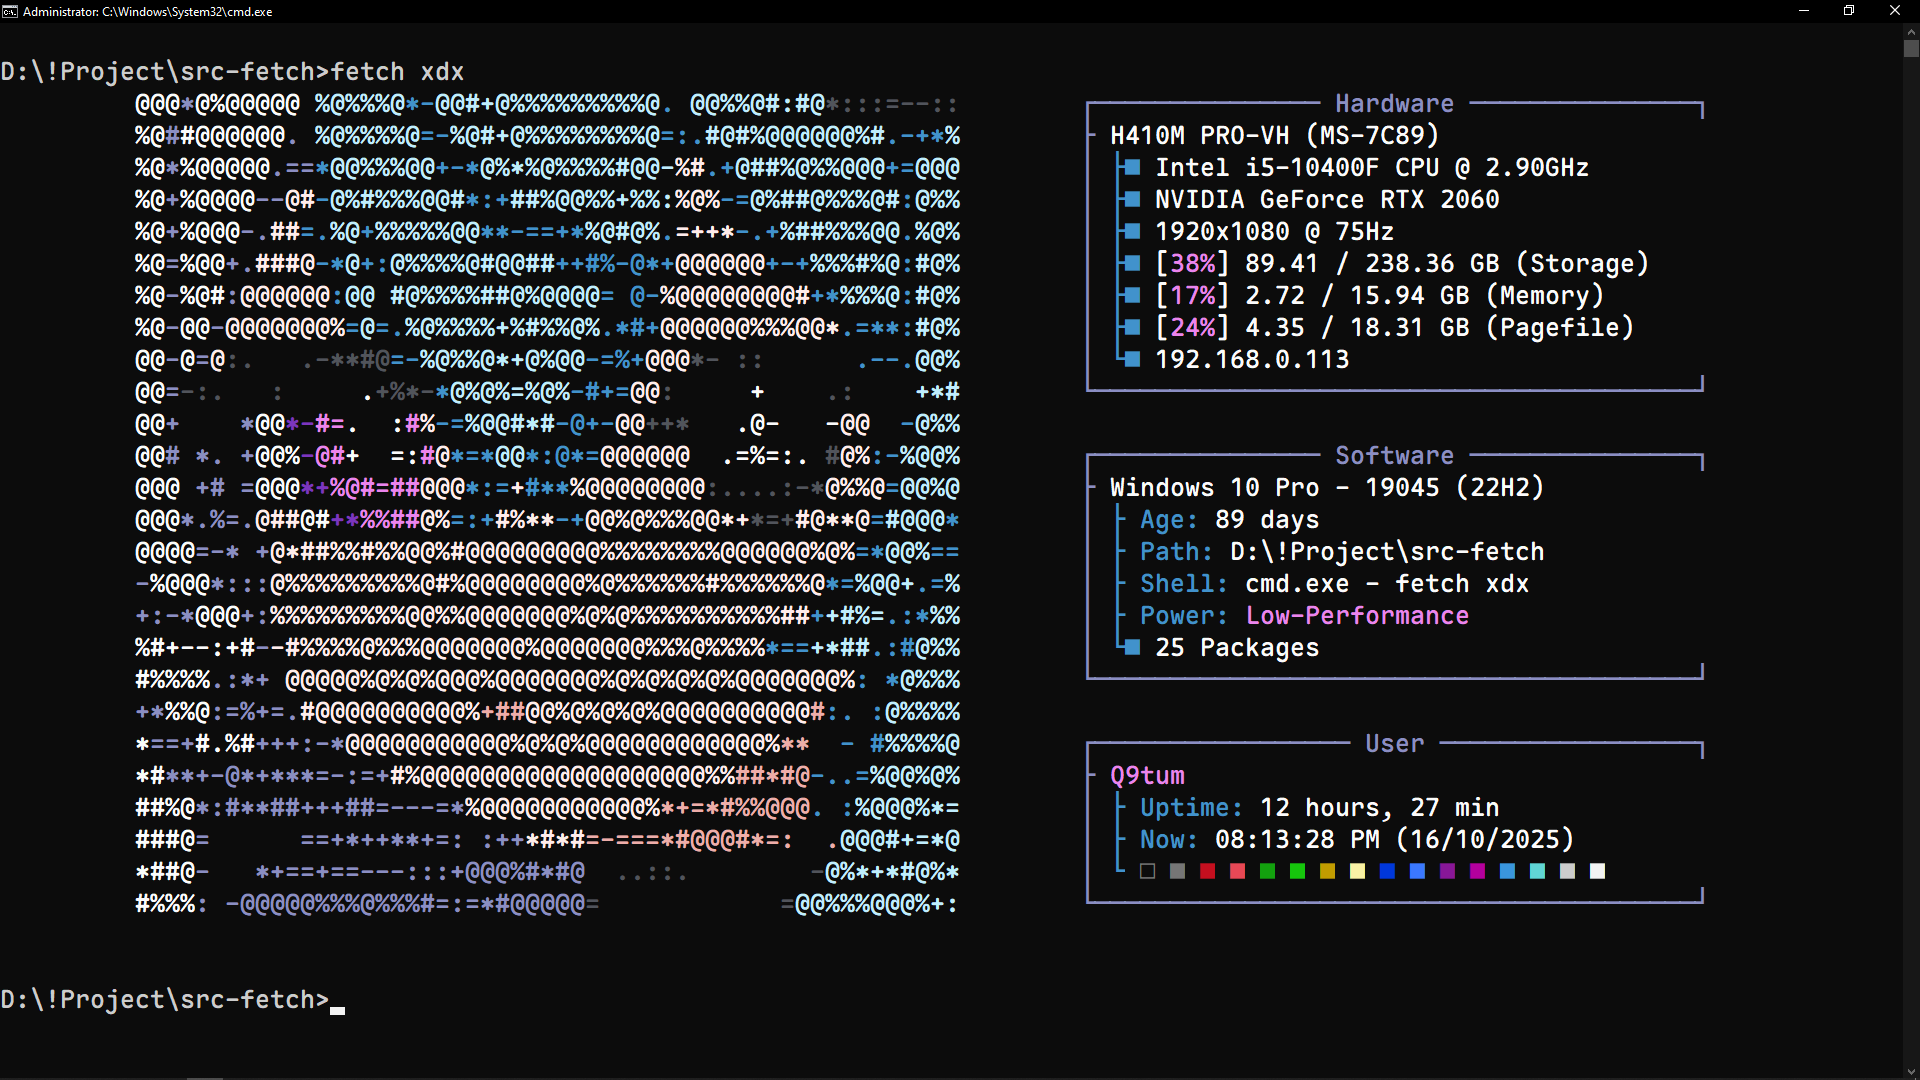 Administrator: C:\Windows\System32\cmd.exe
D:\!Project\src-fetch>fetch xdx
Hardware
H410M PRO-VH (MS-7C89)
Intel i5-10400F CPU @ 2.90GHz
NVIDIA GeForce RTX 2060
1920x1080 @ 75Hz
[38%] 89.41 / 238.36 GB (Storage)
[17%] 2.72 / 15.94 GB (Memory)
[24%] 4.35 / 18.31 GB (Pagefile)
192.168.0.113
Software
Windows 10 Pro - 19045 (22H2)
Age: 89 days
Path: D:\!Project\src-fetch
Shell: cmd.exe - fetch xdx
Power: Low-Performance
25 Packages
User
Q9tum
Uptime: 12 hours, 27 min
Now: 08:13:28 PM (16/10/2025)
D:\!Project\src-fetch>